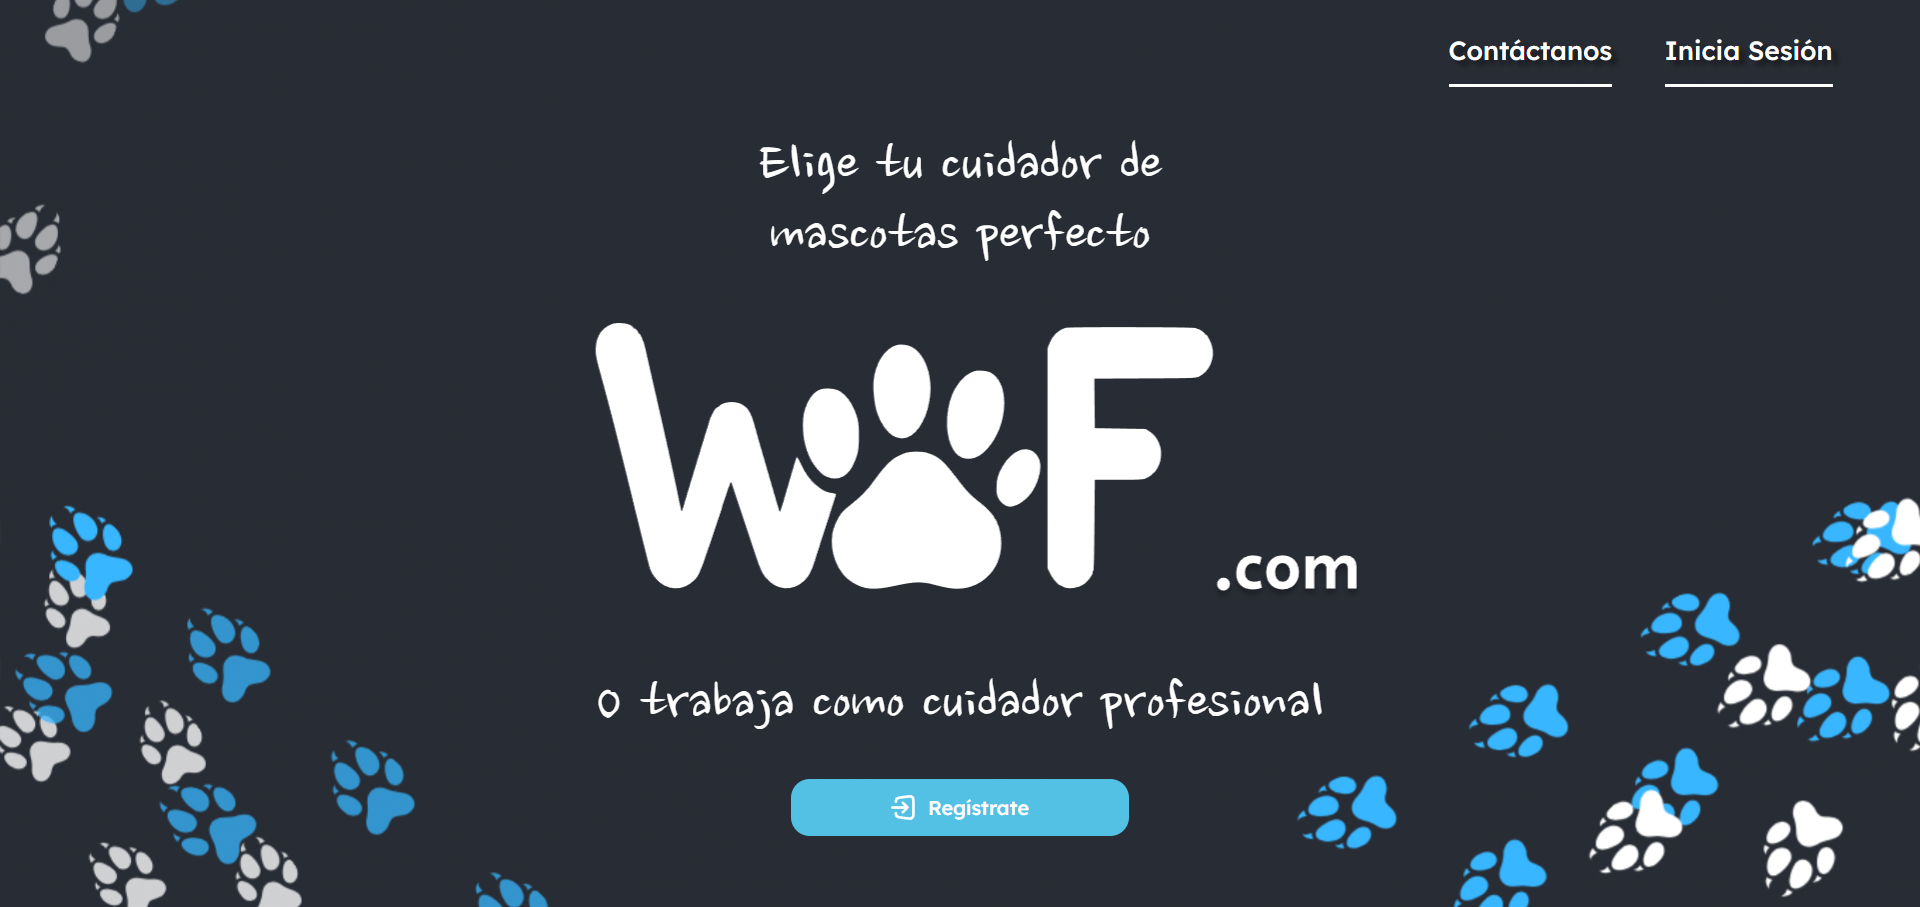 Contáctanos Inicia Sesión
Elige tu cuidador de
mascotas perfecto
WOF
.com
o trabaja como cuidador profesional
Regístrate